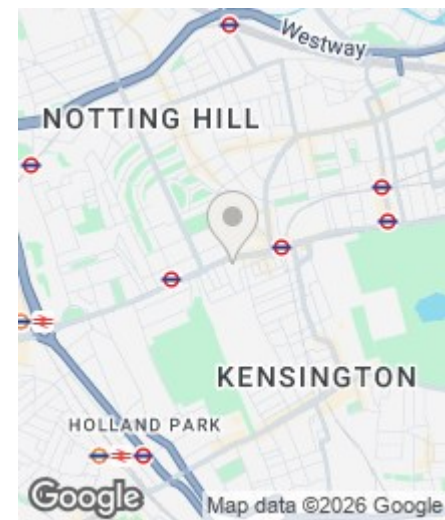 Westway
NOTTING HILL
KENSINGTON
HOLLAND PARK
Google
Map data ©2026 Google